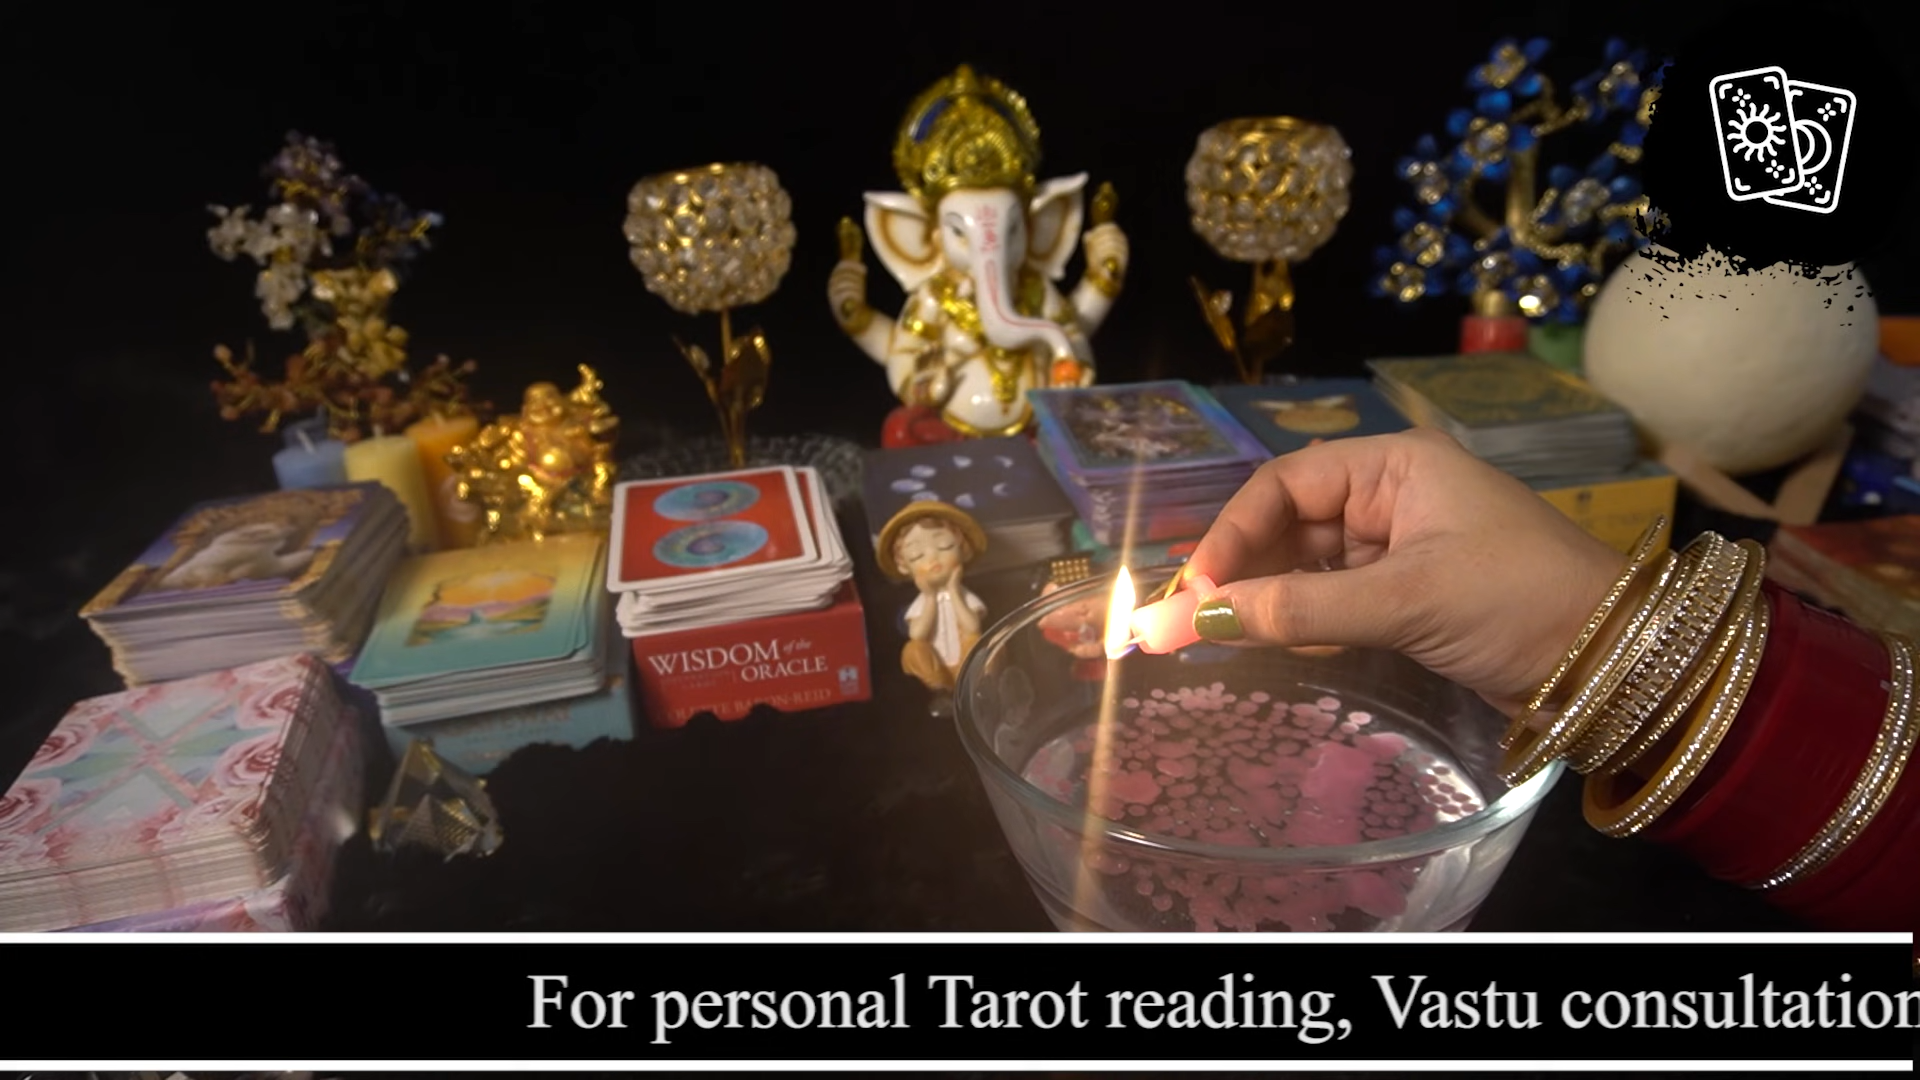 WISDOM of the
ORACLE
For personal Tarot reading, Vastu consultation